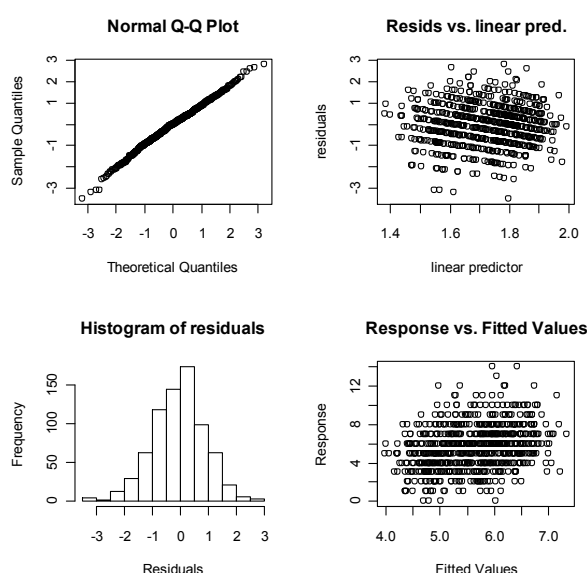 Normal Q-Q Plot
Sample Quantiles
3
1
-1
-3
-3 -2 -1 0 1 2 3
Theoretical Quantiles
Resids vs. linear pred.
residuals
3
2
1
0
-1
-3
1.4 1.6 1.8 2.0
linear predictor
Histogram of residuals
Frequency
150
100
50
0
-3 -2 -1 0 1 2 3
Residuals
Response vs. Fitted Values
Response
12
8
4
0
4.0 5.0 6.0 7.0
Fitted Values